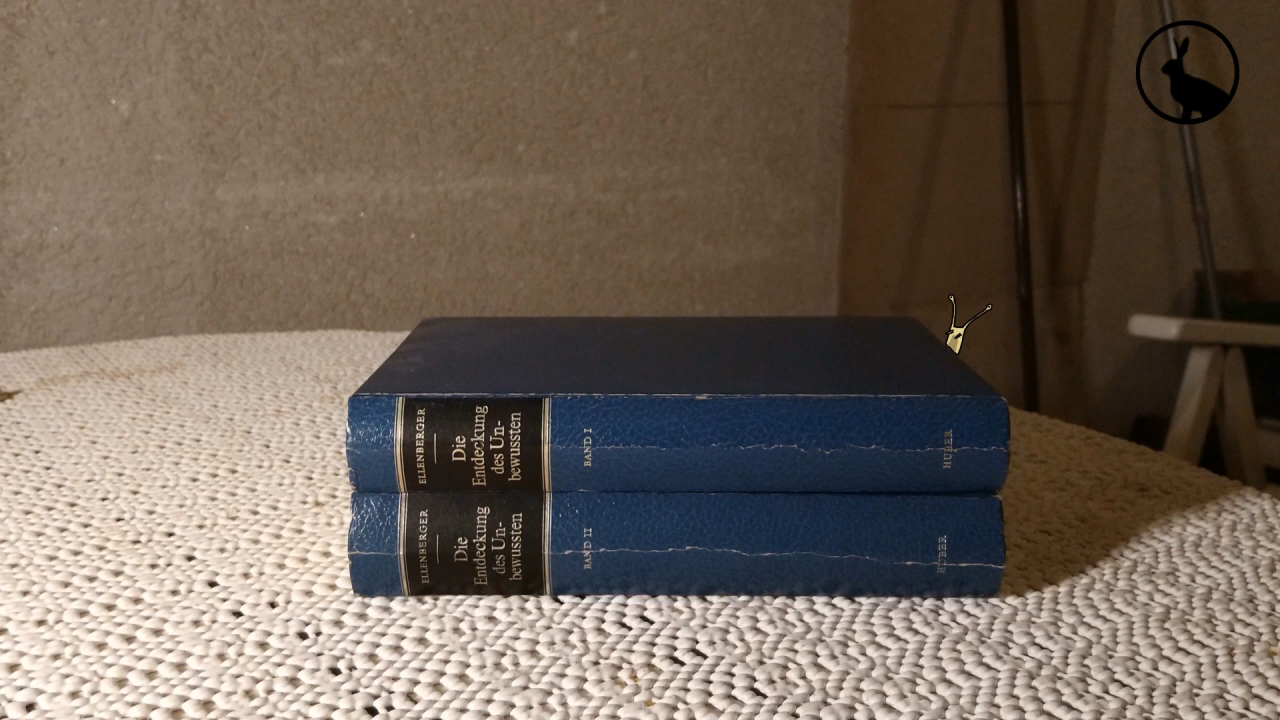 ELLENBERGER
Die
Entdeckung
des Un-
bewussten
BAND I
HUBER
ELLENBERGER
Die
Entdeckung
des Un-
bewussten
BAND II
HUBER